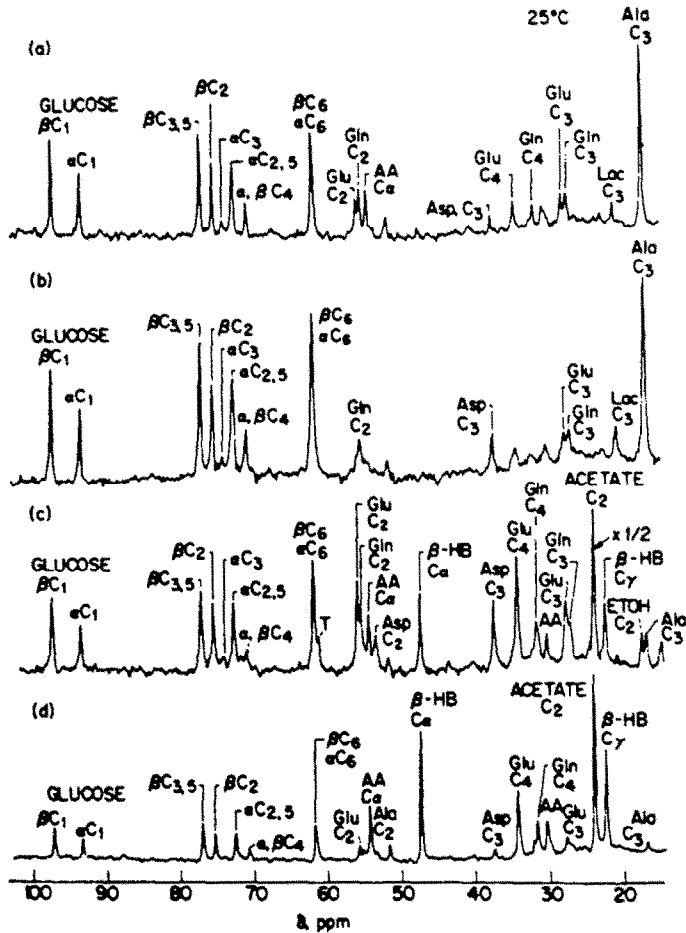 25°C
Ala
C3
(a)
GLUCOSE
βC1
αC1
βC3,5
βC2
αC3
αC2,5
α, βC4
βC6
αC6
Glu
C2
Gln
C2
AA
Cα
Asp, C3
Glu
C4
Gln
C4
Glu
C3
Gln
C3
Lac
C3
(b)
GLUCOSE
βC1
αC1
βC3,5
βC2
αC3
αC2,5
α, βC4
βC6
αC6
Gln
C2
Asp
C3
Glu
C3
Gln
C3
Lac
C3
Ala
C3
(c)
GLUCOSE
βC1
αC1
βC3,5
βC2
αC3
αC2,5
α, βC4
βC6
αC6
T
Glu
C2
Gln
C2
AA
Cα
Asp
C2
β-HB
Cα
Asp
C3
Glu
C4
Gln
C4
Gln
C3
Glu
C3
AA
ACETATE
C2
x 1/2
β-HB
Cγ
ETOH
C2
Ala
C3
(d)
GLUCOSE
βC1
αC1
βC3,5
βC2
αC2,5
α, βC4
βC6
αC6
Glu
C2
AA
Cα
Ala
C2
β-HB
Cα
Asp
C3
Glu
C4
Gln
C4
AA
Glu
C3
ACETATE
C2
β-HB
Cγ
Ala
C3
100 90 80 70 60 50 40 30 20
δ, ppm